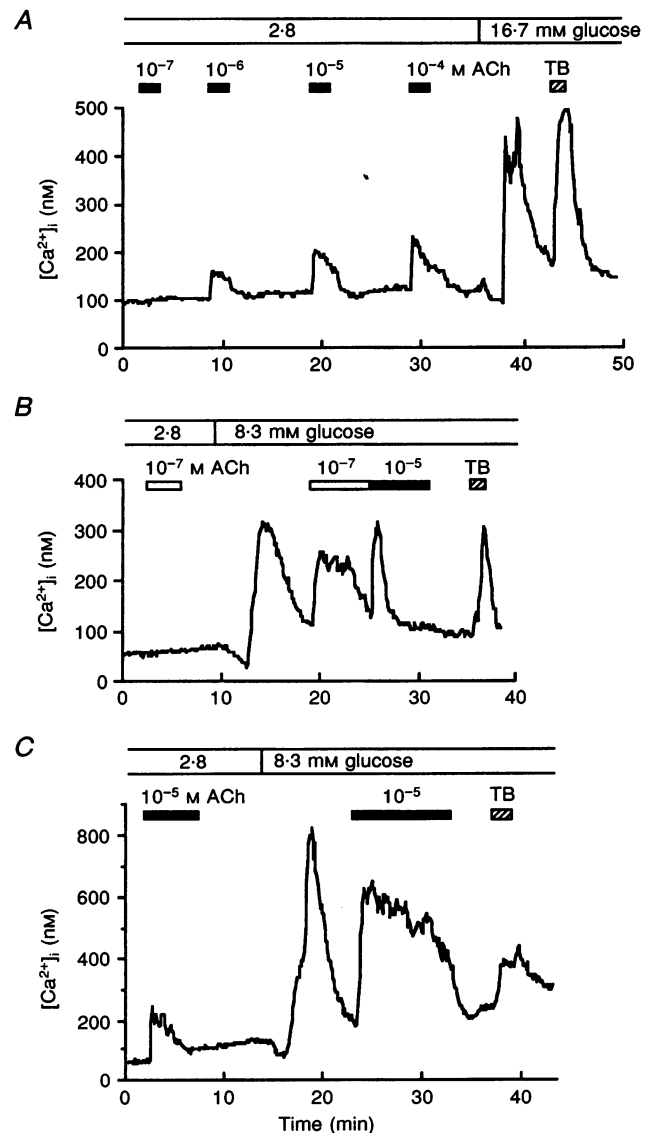 A
2·8 16·7 mM glucose
10⁻⁷ 10⁻⁶ 10⁻⁵ 10⁻⁴ M ACh TB
500
400
300
200
100
0
[Ca²⁺]ᵢ (nM)
0 10 20 30 40 50
B
2·8 8·3 mM glucose
10⁻⁷ M ACh 10⁻⁷ 10⁻⁵ TB
400
300
200
100
0
[Ca²⁺]ᵢ (nM)
0 10 20 30 40
C
2·8 8·3 mM glucose
10⁻⁵ M ACh 10⁻⁵ TB
800
600
400
200
0
[Ca²⁺]ᵢ (nM)
0 10 20 30 40
Time (min)